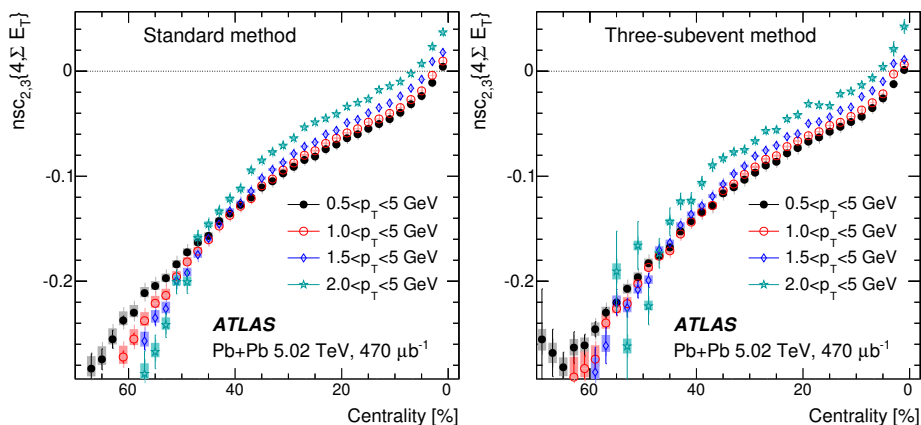 nsc2,3{4,Σ ET}
0
-0.1
-0.2
Standard method
0.5<pT<5 GeV
1.0<pT<5 GeV
1.5<pT<5 GeV
2.0<pT<5 GeV
ATLAS
Pb+Pb 5.02 TeV, 470 μb-1
60 40 20 0
Centrality [%]
nsc2,3{4,Σ ET}
0
-0.1
-0.2
Three-subevent method
0.5<pT<5 GeV
1.0<pT<5 GeV
1.5<pT<5 GeV
2.0<pT<5 GeV
ATLAS
Pb+Pb 5.02 TeV, 470 μb-1
60 40 20 0
Centrality [%]